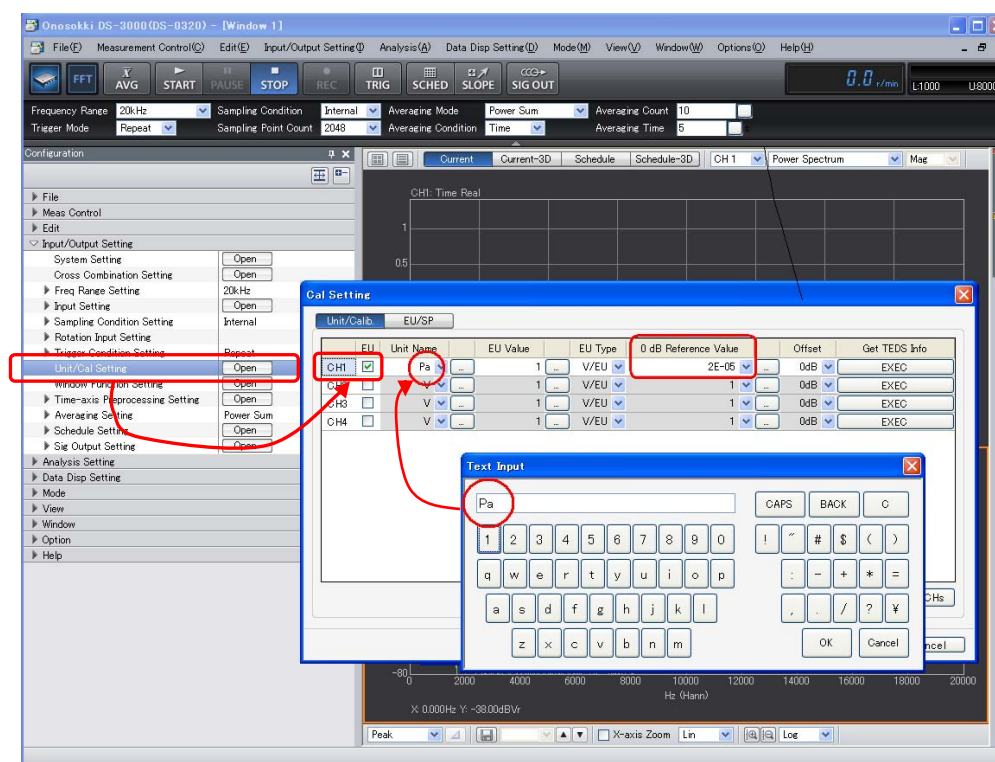 Onosokki DS-3000(DS-0320) - [Window 1]
File(F) Measurement Control(C) Edit(E) Input/Output Setting(I) Analysis(A) Data Disp Setting(D) Mode(M) View(V) Window(W) Options(O) Help(H)
FFT AVG START PAUSE STOP REC TRIG SCHED SLOPE SIG OUT 0.0 r/min L1000 U8000
Frequency Range 20kHz Sampling Condition Internal Averaging Mode Power Sum Averaging Count 10
Trigger Mode Repeat Sampling Point Count 2048 Averaging Condition Time Averaging Time 5
Configuration
Current Current-3D Schedule Schedule-3D CH 1 Power Spectrum Mag
File
Meas Control
Edit
Input/Output Setting
System Setting Open
Cross Combination Setting Open
Freq Range Setting 20kHz
Input Setting Open
Sampling Condition Setting Internal
Rotation Input Setting
Trigger Condition Setting Repeat
Unit/Cal Setting Open
Window Function Setting Open
Time-axis Preprocessing Setting Open
Averaging Setting Power Sum
Schedule Setting Open
Sig Output Setting Open
Analysis Setting
Data Disp Setting
Mode
View
Window
Option
Help
CH1: Time Real
1
0.5
Cal Setting
Unit/Calib. EU/SP
EU Unit Name EU Value EU Type 0 dB Reference Value Offset Get TEDS Info
CH1 Pa ... 1 ... V/EU 2E-05 ... 0dB EXEC
V ... 1 ... V/EU 1 ... 0dB EXEC
CH3 V ... 1 ... V/EU 1 ... 0dB EXEC
CH4 V ... 1 ... V/EU 1 ... 0dB EXEC
CHs
ncel
Text Input
Pa CAPS BACK C
1 2 3 4 5 6 7 8 9 0 ! ~ # $ ( )
q w e r t y u i o p : - + * =
a s d f g h j k l , . / ? ¥
z x c v b n m OK Cancel
-80
0 2000 4000 6000 8000 10000 12000 14000 16000 18000 20000
Hz (Hann)
X: 0.000Hz Y: -38.00dBVr
Peak X-axis Zoom Lin Log